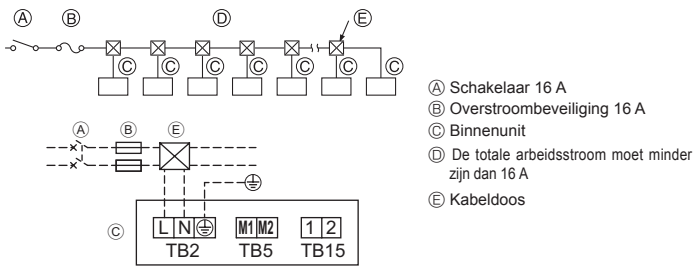 Ⓐ Ⓑ Ⓓ Ⓔ
Ⓒ Ⓒ Ⓒ Ⓒ Ⓒ Ⓒ Ⓒ
Ⓐ Ⓑ Ⓔ
Ⓒ L N M1 M2 1 2
TB2 TB5 TB15
Ⓐ Schakelaar 16 A
Ⓑ Overstroombeveiliging 16 A
Ⓒ Binnenunit
Ⓓ De totale arbeidsstroom moet minder
zijn dan 16 A
Ⓔ Kabeldoos